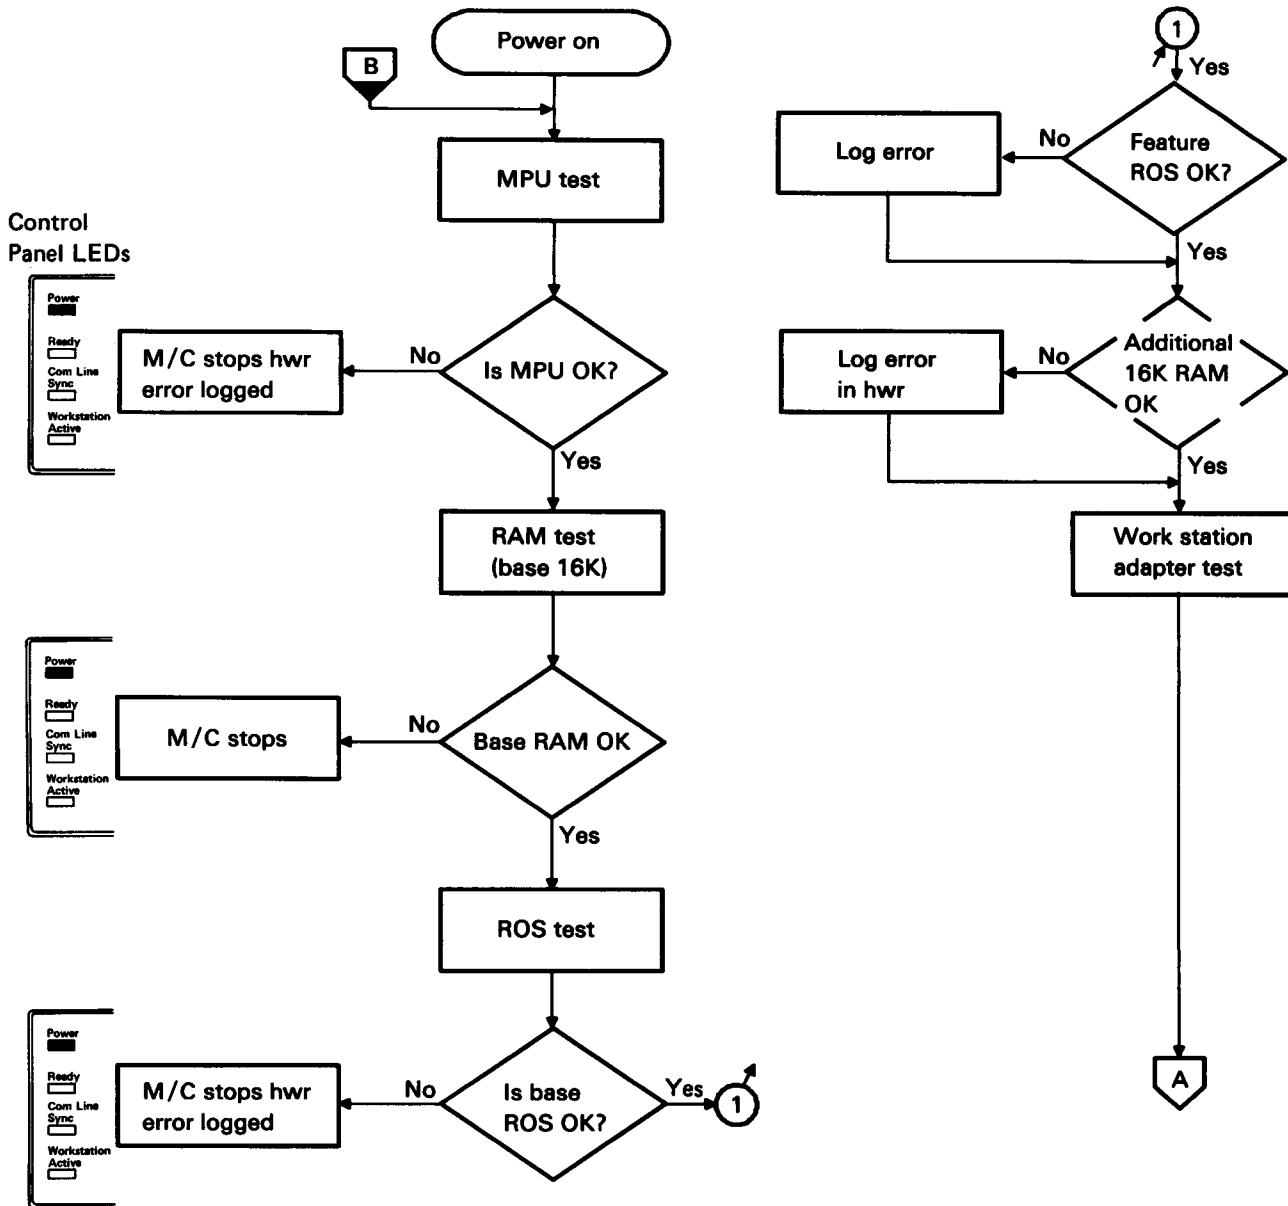 Power on
B
MPU test
Control
Panel LEDs
Power
Ready
Com Line
Sync
Workstation
Active
M/C stops hwr
error logged
No
Is MPU OK?
Yes
RAM test
(base 16K)
Power
Ready
Com Line
Sync
Workstation
Active
M/C stops
No
Base RAM OK
Yes
ROS test
Power
Ready
Com Line
Sync
Workstation
Active
M/C stops hwr
error logged
No
Is base
ROS OK?
Yes
1
1
Yes
Feature
ROS OK?
No
Log error
Yes
Additional
16K RAM
OK
No
Log error
in hwr
Yes
Work station
adapter test
A